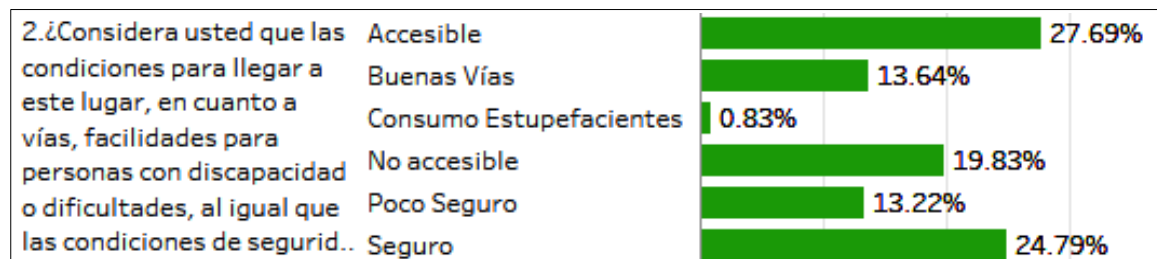 2.¿Considera usted que las
condiciones para llegar a
este lugar, en cuanto a
vías, facilidades para
personas con discapacidad
o dificultades, al igual que
las condiciones de segurid..
Accesible 27.69%
Buenas Vías 13.64%
Consumo Estupefacientes 0.83%
No accesible 19.83%
Poco Seguro 13.22%
Seguro 24.79%